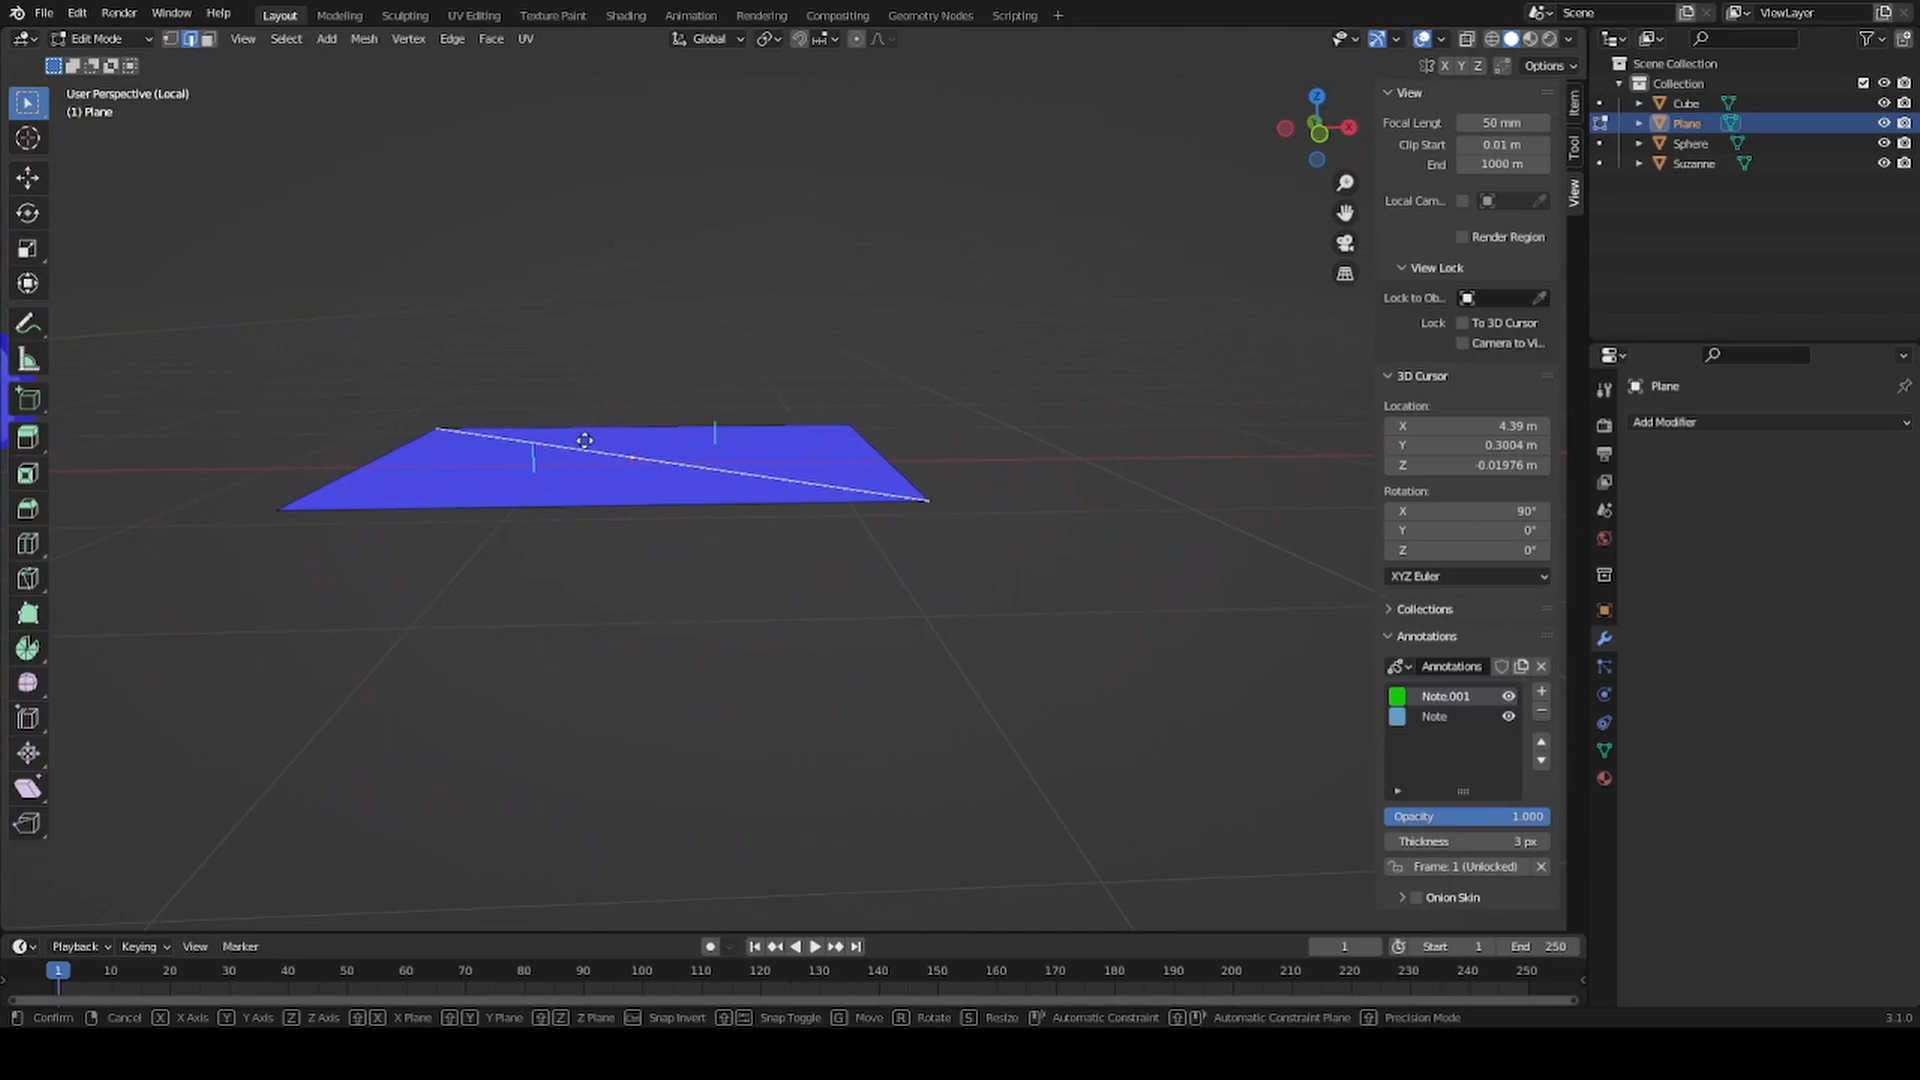 File Edit Render Window Help Layout Modeling Sculpting UV Editing Texture Paint Shading Animation Rendering Compositing Geometry Nodes Scripting + Scene ViewLayer
Edit Mode View Select Add Mesh Vertex Edge Face UV Global
X Y Z Options
User Perspective (Local)
(1) Plane
Z
X
View
Focal Lengt 50 mm
Clip Start 0.01 m
End 1000 m
Local Cam...
Render Region
View Lock
Lock to Ob..
Lock To 3D Cursor
Camera to Vi...
3D Cursor
Location:
X 4.39 m
Y 0.3004 m
Z -0.01976 m
Rotation:
X 90°
Y 0°
Z 0°
XYZ Euler
Collections
Annotations
Annotations
Note.001
Note
Opacity 1.000
Thickness 3 px
Frame: 1 (Unlocked)
Onion Skin
Item
Tool
View
Scene Collection
Collection
Cube
Plane
Sphere
Suzanne
Plane
Add Modifier
Playback Keying View Marker 1 Start 1 End 250
1 10 20 30 40 50 60 70 80 90 100 110 120 130 140 150 160 170 180 190 200 210 220 230 240 250
Confirm Cancel X X Axis Y Y Axis Z Z Axis X X Plane Y Y Plane Z Z Plane Snap Invert Snap Toggle G Move R Rotate S Resize Automatic Constraint Automatic Constraint Plane Precision Mode 3.1.0